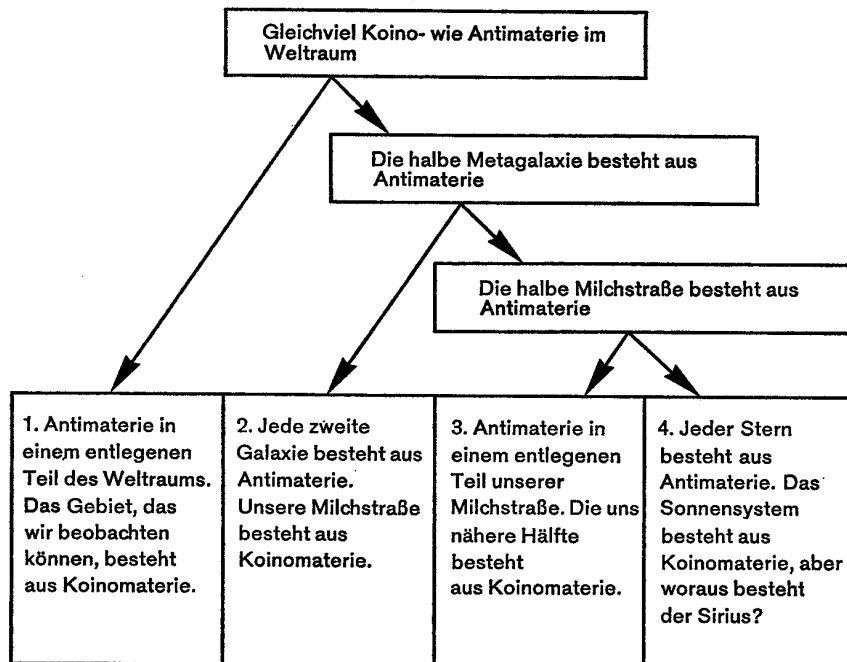 Gleichviel Koino- wie Antimaterie im
Weltraum
Die halbe Metagalaxie besteht aus
Antimaterie
Die halbe Milchstraße besteht aus
Antimaterie
1. Antimaterie in
einem entlegenen
Teil des Weltraums.
Das Gebiet, das
wir beobachten
können, besteht
aus Koinomaterie.
2. Jede zweite
Galaxie besteht aus
Antimaterie.
Unsere Milchstraße
besteht aus
Koinomaterie.
3. Antimaterie in
einem entlegenen
Teil unserer
Milchstraße. Die uns
nähere Hälfte
besteht
aus Koinomaterie.
4. Jeder Stern
besteht aus
Antimaterie. Das
Sonnensystem
besteht aus
Koinomaterie, aber
woraus besteht
der Sirius?